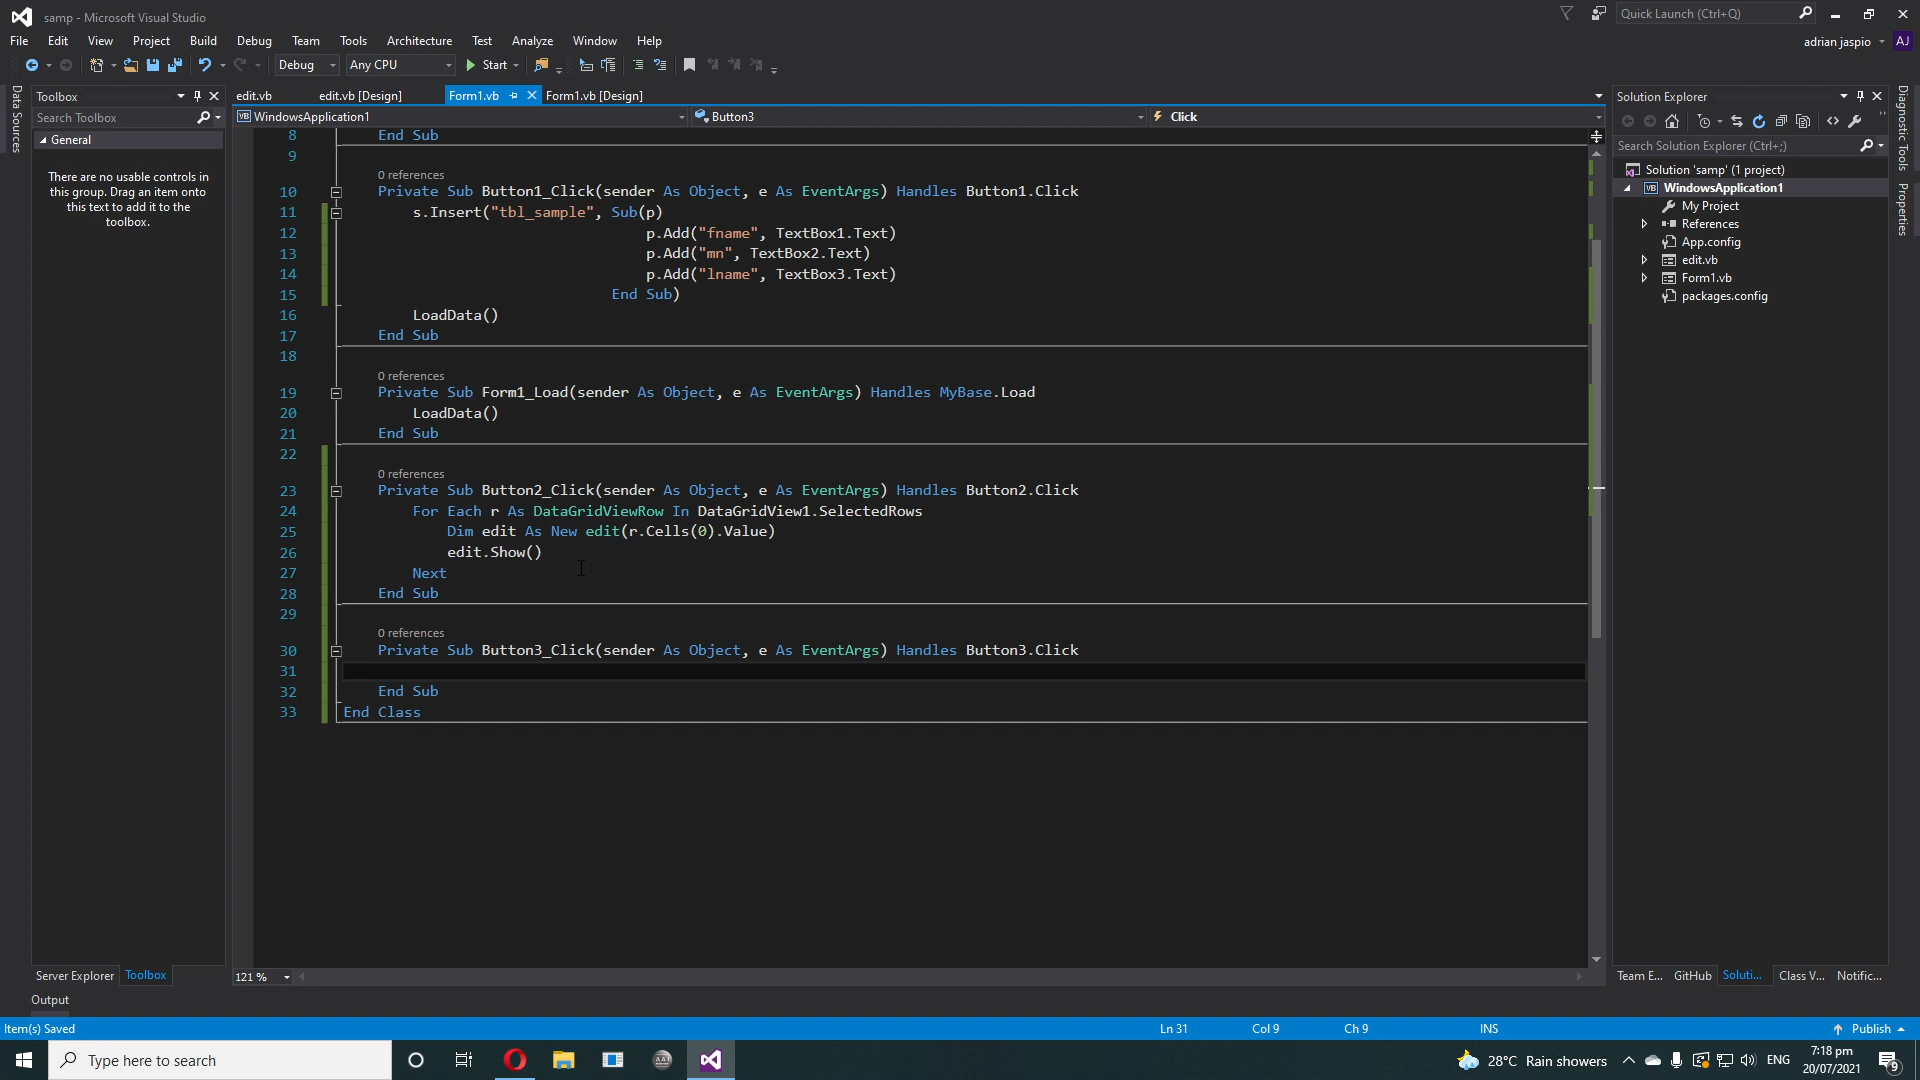 samp - Microsoft Visual Studio
Quick Launch (Ctrl+Q)
File Edit View Project Build Debug Team Tools Architecture Test Analyze Window Help
adrian jaspio AJ
Debug Any CPU Start
Data Sources
Toolbox
Search Toolbox
General
There are no usable controls in
this group. Drag an item onto
this text to add it to the
toolbox.
edit.vb edit.vb [Design] Form1.vb Form1.vb [Design]
WindowsApplication1 Button3 Click
8 End Sub
9
0 references
10 Private Sub Button1_Click(sender As Object, e As EventArgs) Handles Button1.Click
11 s.Insert("tbl_sample", Sub(p)
12 p.Add("fname", TextBox1.Text)
13 p.Add("mn", TextBox2.Text)
14 p.Add("lname", TextBox3.Text)
15 End Sub)
16 LoadData()
17 End Sub
18
0 references
19 Private Sub Form1_Load(sender As Object, e As EventArgs) Handles MyBase.Load
20 LoadData()
21 End Sub
22
0 references
23 Private Sub Button2_Click(sender As Object, e As EventArgs) Handles Button2.Click
24 For Each r As DataGridViewRow In DataGridView1.SelectedRows
25 Dim edit As New edit(r.Cells(0).Value)
26 edit.Show()
27 Next
28 End Sub
29
0 references
30 Private Sub Button3_Click(sender As Object, e As EventArgs) Handles Button3.Click
31
32 End Sub
33 End Class
121 %
Server Explorer Toolbox
Output
Solution Explorer
Search Solution Explorer (Ctrl+;)
Solution 'samp' (1 project)
WindowsApplication1
My Project
References
App.config
edit.vb
Form1.vb
packages.config
Team E... GitHub Soluti... Class V... Notific...
Diagnostic Tools
Properties
Item(s) Saved Ln 31 Col 9 Ch 9 INS Publish
Type here to search
AAJ
28°C Rain showers ENG 7:18 pm
20/07/2021
9